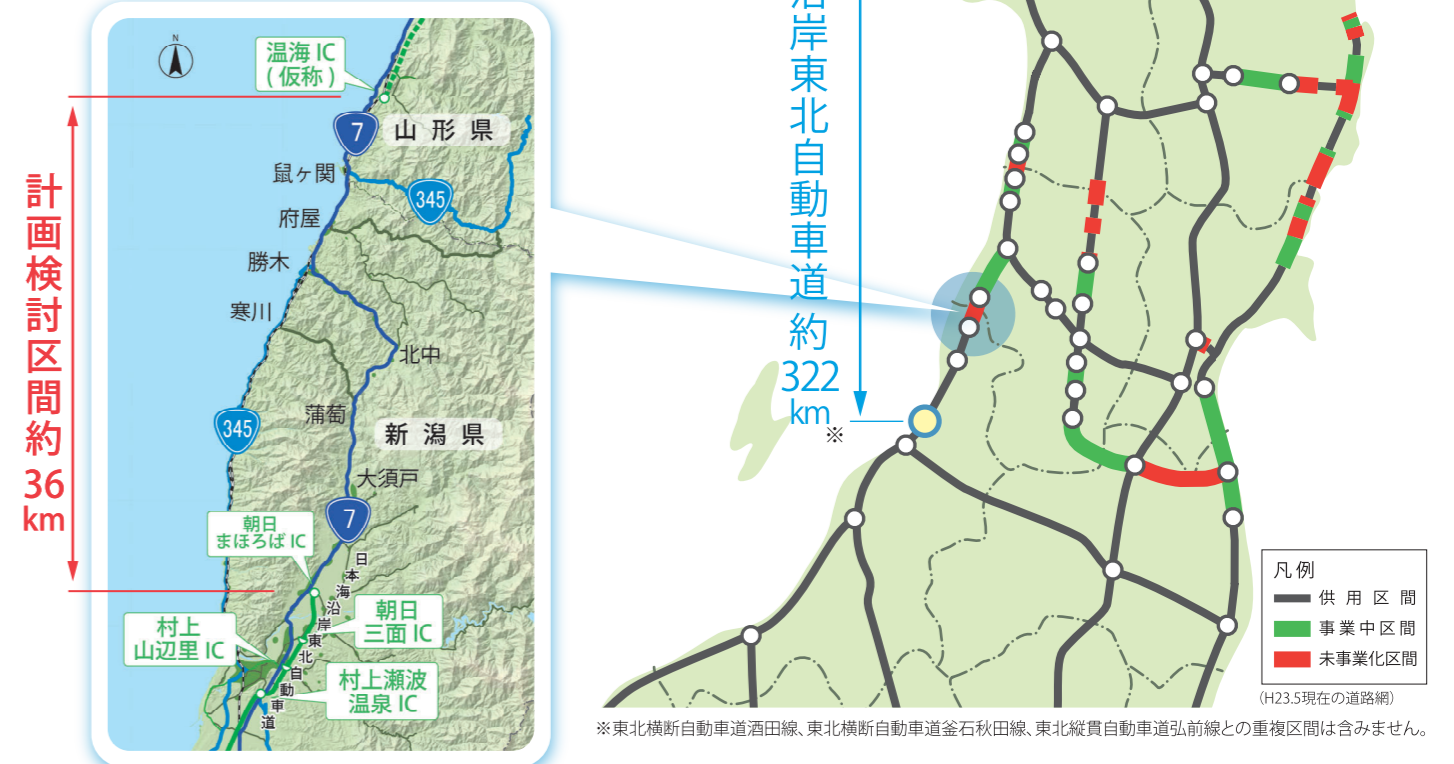 N
温海 IC
( 仮称 )
7
山 形 県
鼠ヶ関
345
府屋
勝木
寒川
北中
蒲萄
345
新 潟 県
大須戸
7
朝日
まほろば IC
日本海沿岸東北自動車道
朝日
三面 IC
村上
山辺里 IC
村上瀬波
温泉 IC
計画検討区間約
36
km
岸東北自動車道 約
322
km
※
凡 例
供 用 区 間
事 業 中 区 間
未事業化区間
(H23.5現在の道路網)
※東北横断自動車道酒田線、東北横断自動車道釜石秋田線、東北縦貫自動車道弘前線との重複区間は含みません。